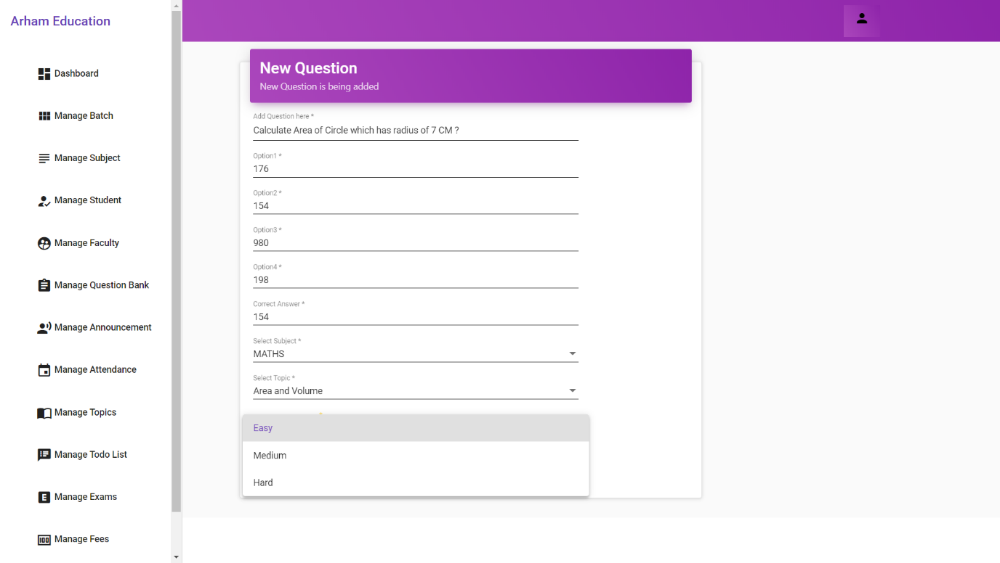 Arham Education
Dashboard
Manage Batch
Manage Subject
Manage Student
Manage Faculty
Manage Question Bank
Manage Announcement
Manage Attendance
Manage Topics
Manage Todo List
E Manage Exams
100 Manage Fees
New Question
New Question is being added
Add Question here *
Calculate Area of Circle which has radius of 7 CM ?
Option1 *
176
Option2 *
154
Option3 *
980
Option4 *
198
Correct Answer *
154
Select Subject *
MATHS
Select Topic *
Area and Volume
Easy
Medium
Hard